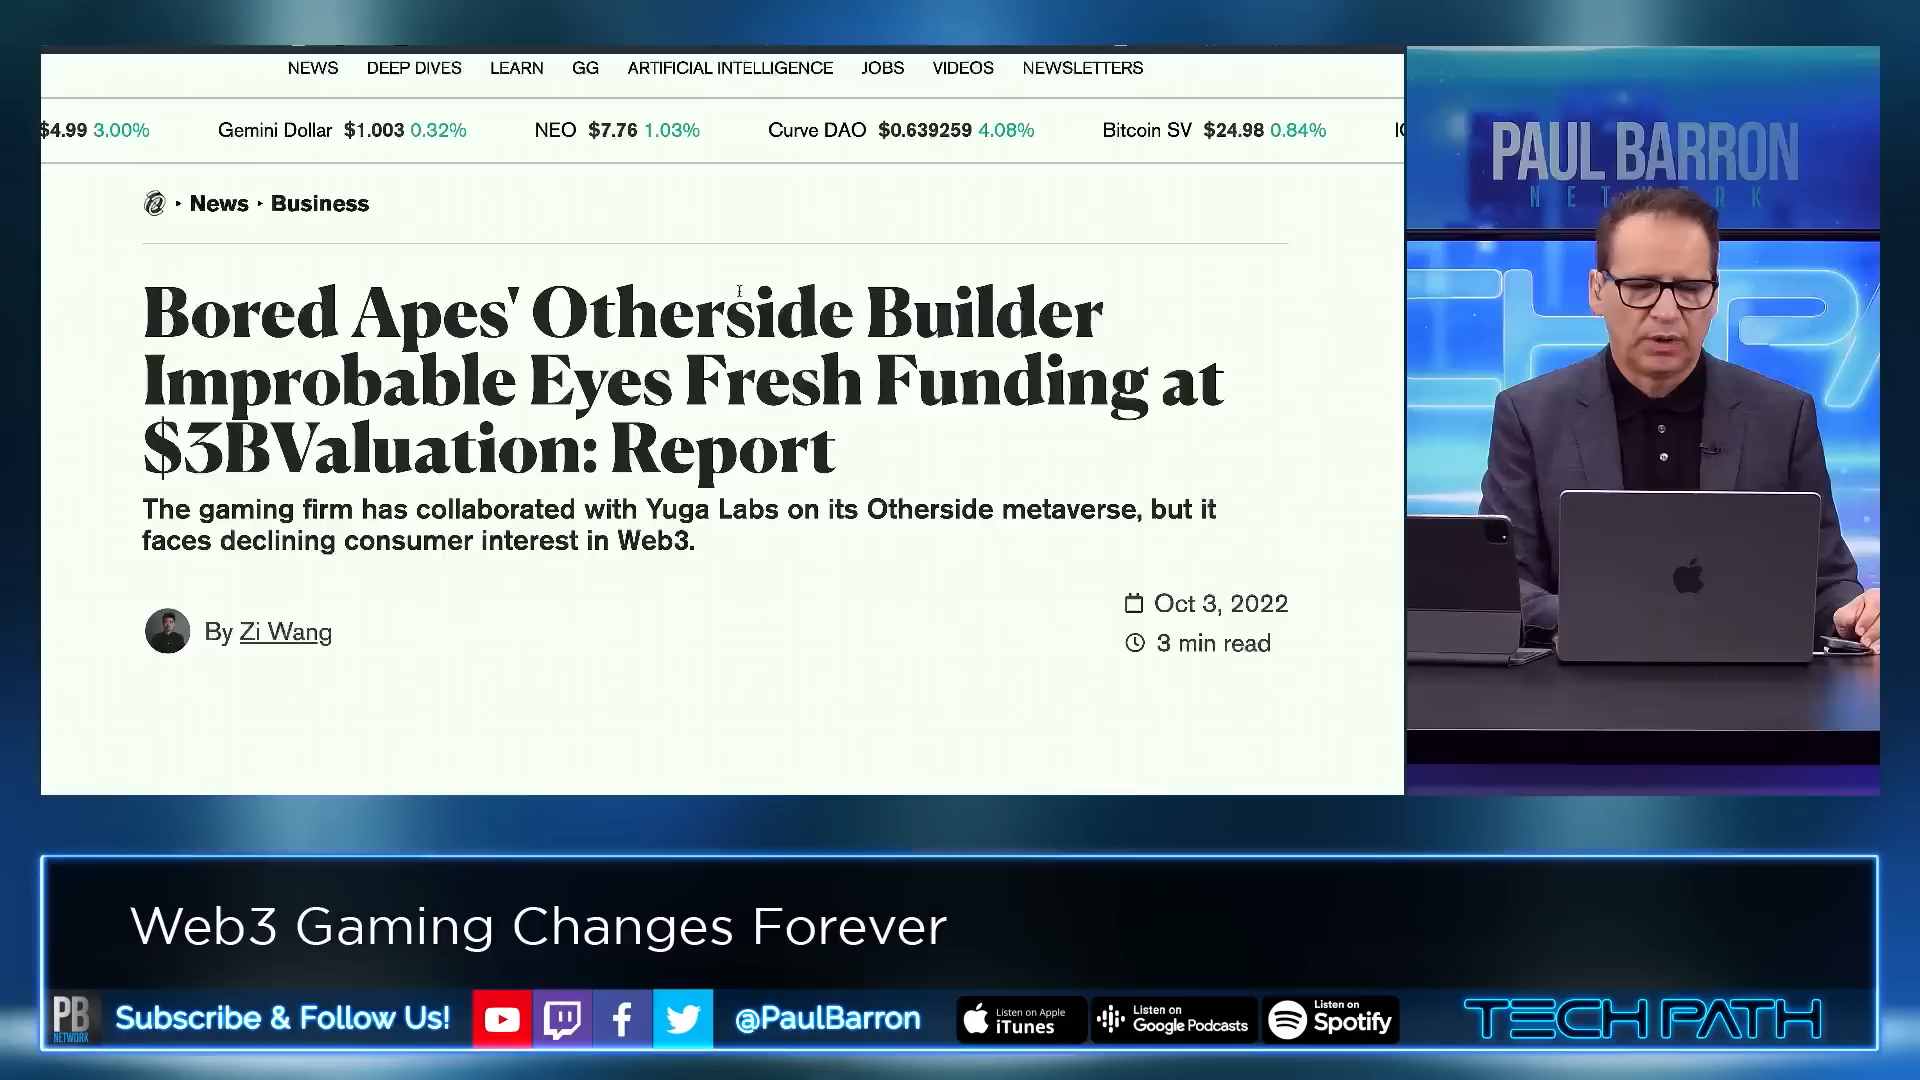 NEWS DEEP DIVES LEARN GG ARTIFICIAL INTELLIGENCE JOBS VIDEOS NEWSLETTERS
$4.99 3.00% Gemini Dollar $1.003 0.32% NEO $7.76 1.03% Curve DAO $0.639259 4.08% Bitcoin SV $24.98 0.84%
News Business
Bored Apes' Otherside Builder
Improbable Eyes Fresh Funding at
$3BValuation: Report
The gaming firm has collaborated with Yuga Labs on its Otherside metaverse, but it
faces declining consumer interest in Web3.
Oct 3, 2022
By Zi Wang
3 min read
PAUL BARRON
Web3 Gaming Changes Forever
PB
NETWORK
Subscribe & Follow Us!
@PaulBarron
Listen on Apple
iTunes
Listen on
Google Podcasts
Listen on
Spotify
TECH PATH